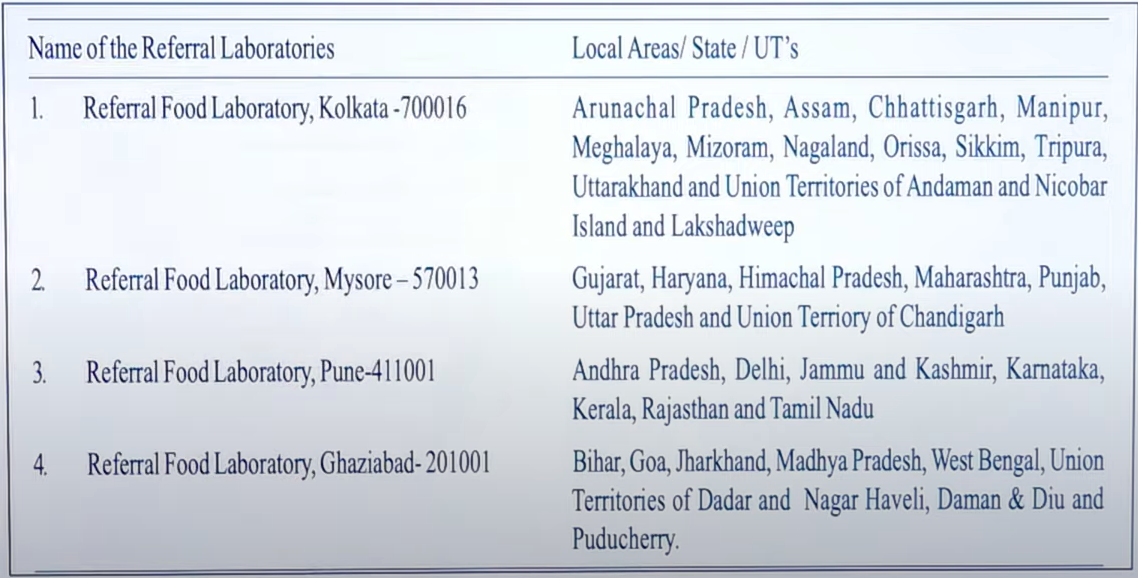 Name of the Referral Laboratories Local Areas/ State / UT's
1. Referral Food Laboratory, Kolkata -700016 Arunachal Pradesh, Assam, Chhattisgarh, Manipur,
Meghalaya, Mizoram, Nagaland, Orissa, Sikkim, Tripura,
Uttarakhand and Union Territories of Andaman and Nicobar
Island and Lakshadweep
2. Referral Food Laboratory, Mysore – 570013 Gujarat, Haryana, Himachal Pradesh, Maharashtra, Punjab,
Uttar Pradesh and Union Terriory of Chandigarh
3. Referral Food Laboratory, Pune-411001 Andhra Pradesh, Delhi, Jammu and Kashmir, Karnataka,
Kerala, Rajasthan and Tamil Nadu
4. Referral Food Laboratory, Ghaziabad- 201001 Bihar, Goa, Jharkhand, Madhya Pradesh, West Bengal, Union
Territories of Dadar and Nagar Haveli, Daman & Diu and
Puducherry.